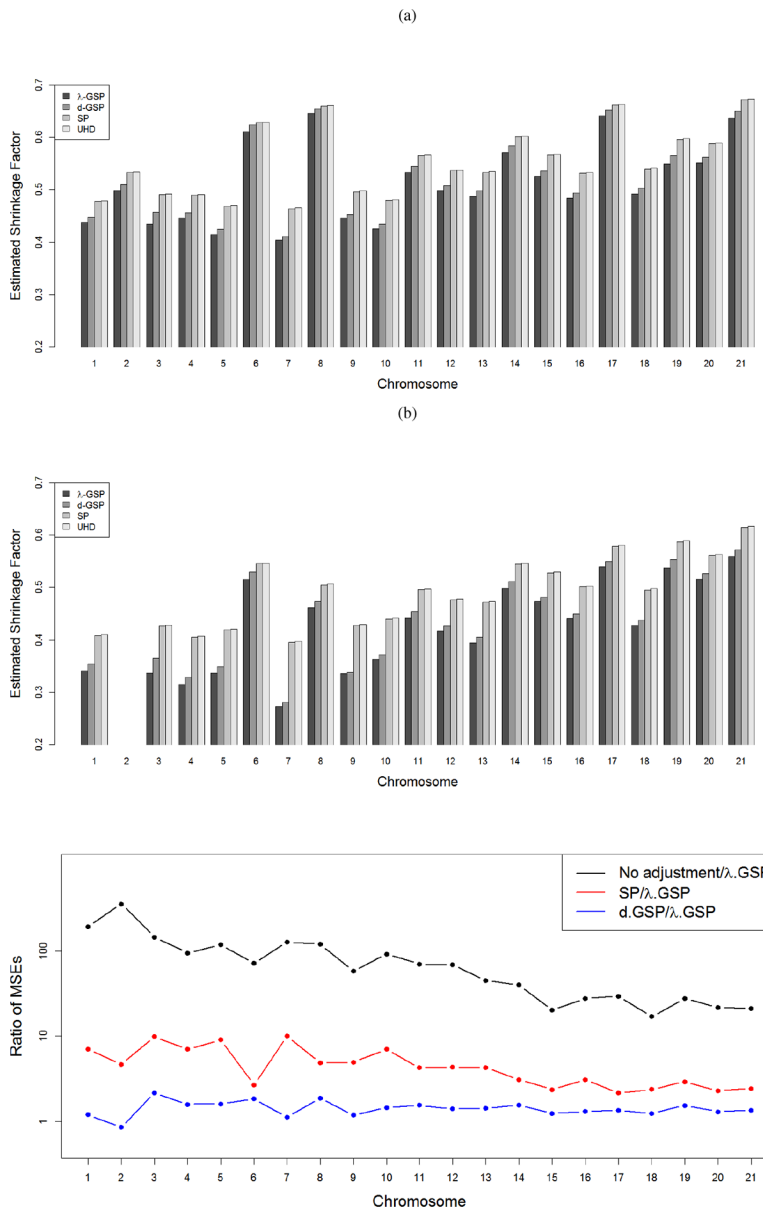 (a)
Estimated Shrinkage Factor
0.7
0.6
0.5
0.4
0.3
0.2
λ-GSP
d-GSP
SP
UHD
1 2 3 4 5 6 7 8 9 10 11 12 13 14 15 16 17 18 19 20 21
Chromosome
(b)
Estimated Shrinkage Factor
0.7
0.6
0.5
0.4
0.3
0.2
λ-GSP
d-GSP
SP
UHD
1 2 3 4 5 6 7 8 9 10 11 12 13 14 15 16 17 18 19 20 21
Chromosome
Ratio of MSEs
100
10
1
No adjustment/λ.GSP
SP/λ.GSP
d.GSP/λ.GSP
1 2 3 4 5 6 7 8 9 10 11 12 13 14 15 16 17 18 19 20 21
Chromosome